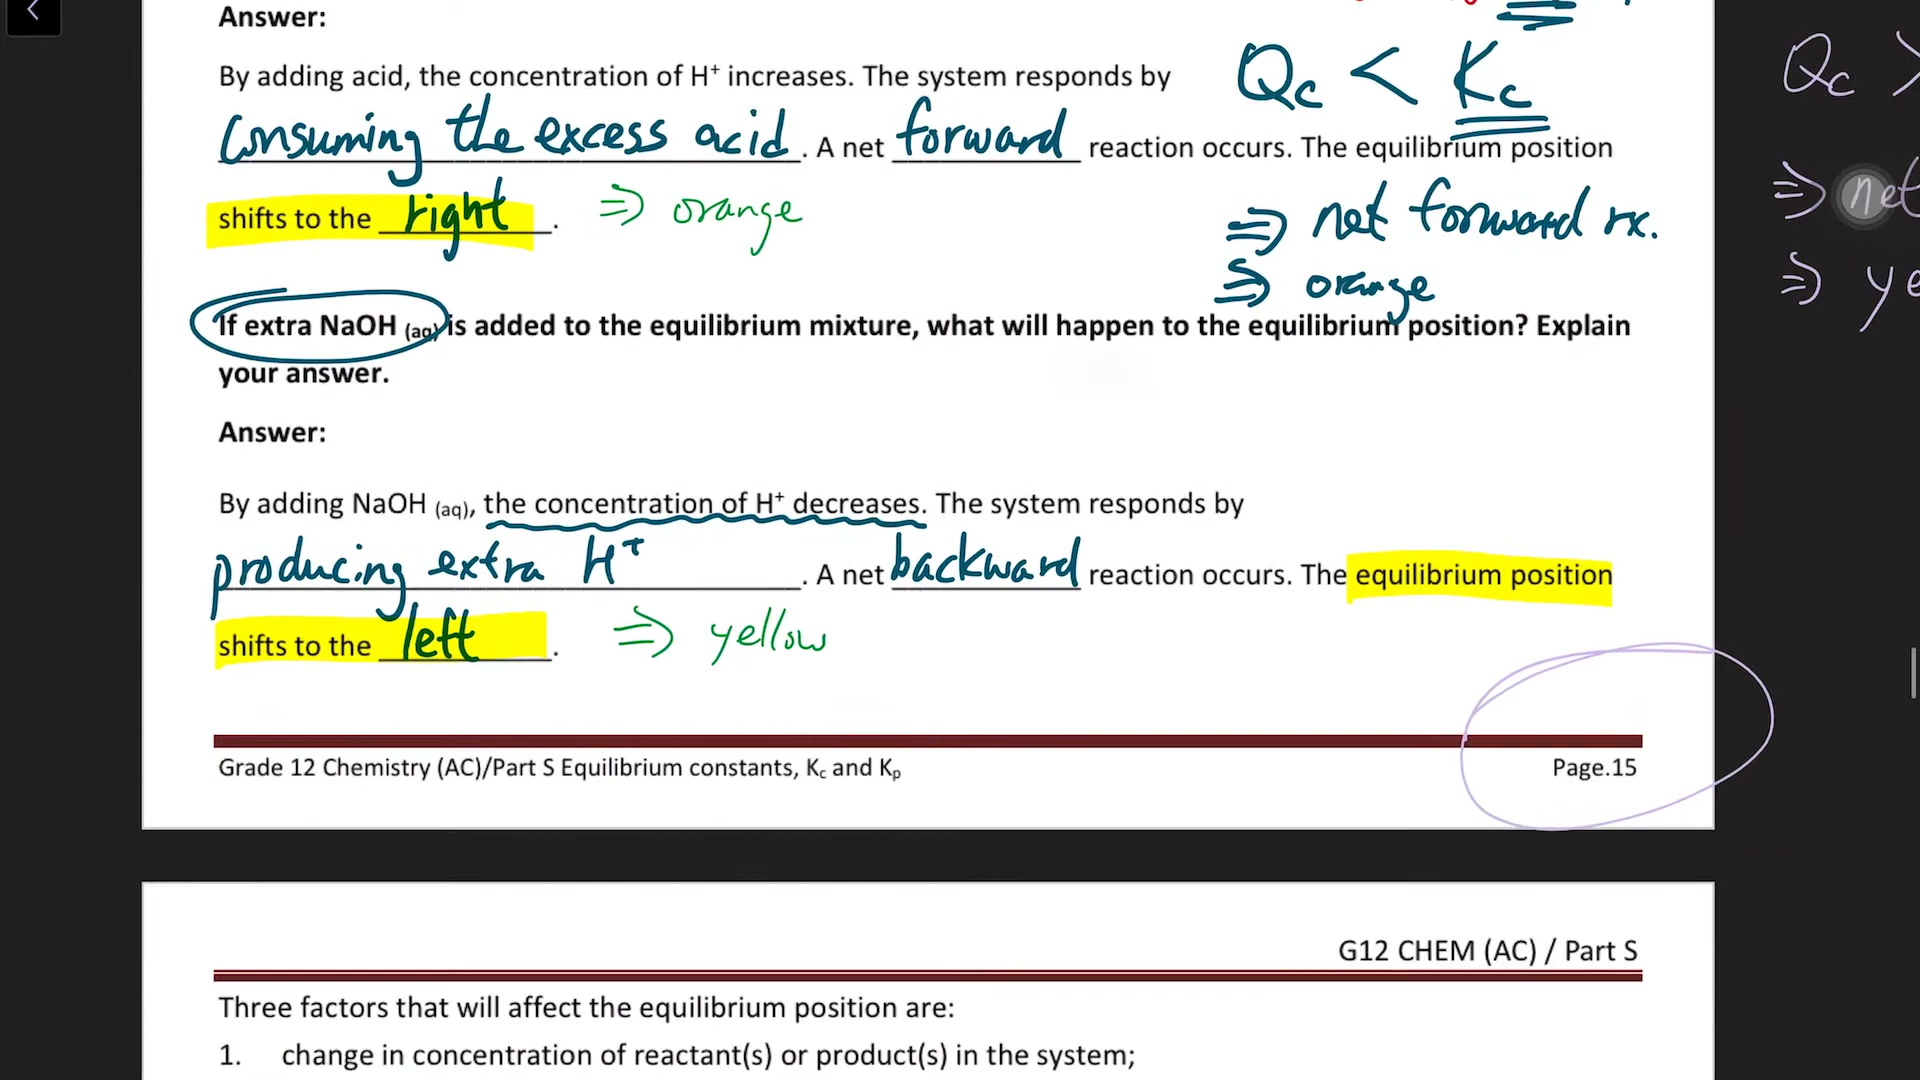 Answer:
By adding acid, the concentration of H⁺ increases. The system responds by
Qc < Kc
Qc >
consuming the excess acid. A net forward reaction occurs. The equilibrium position
shifts to the right. ⇒ orange
⇒ net forward rx.
⇒ net
⇒ orange
⇒ ye
If extra NaOH (aq) is added to the equilibrium mixture, what will happen to the equilibrium position? Explain
your answer.
Answer:
By adding NaOH (aq), the concentration of H⁺ decreases. The system responds by
producing extra H⁺. A net backward reaction occurs. The equilibrium position
shifts to the left. ⇒ yellow
Grade 12 Chemistry (AC)/Part S Equilibrium constants, Kc and Kp
Page.15
G12 CHEM (AC) / Part S
Three factors that will affect the equilibrium position are:
1. change in concentration of reactant(s) or product(s) in the system;